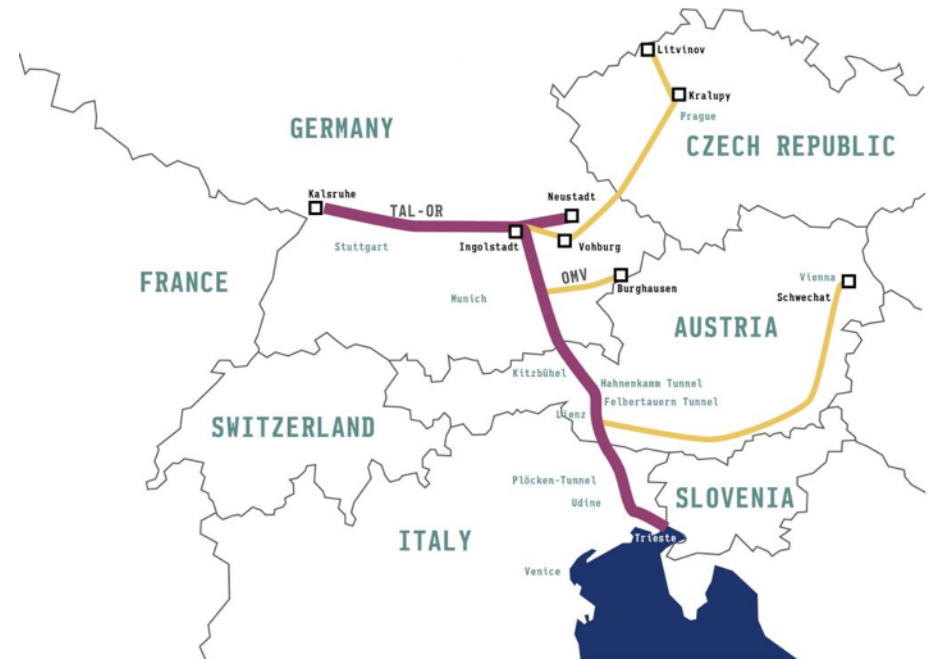 Litvinov
Kralupy
Prague
GERMANY
CZECH REPUBLIC
Kalsruhe
Neustadt
TAL-OR
Stuttgart
Ingolstadt
Vohburg
FRANCE
OMV
Burghausen
Vienna
Schwechat
Munich
AUSTRIA
Kitzbühel
Hahnenkamm Tunnel
Felbertauern Tunnel
Lienz
SWITZERLAND
Plöcken-Tunnel
SLOVENIA
Udine
ITALY
Trieste
Venice